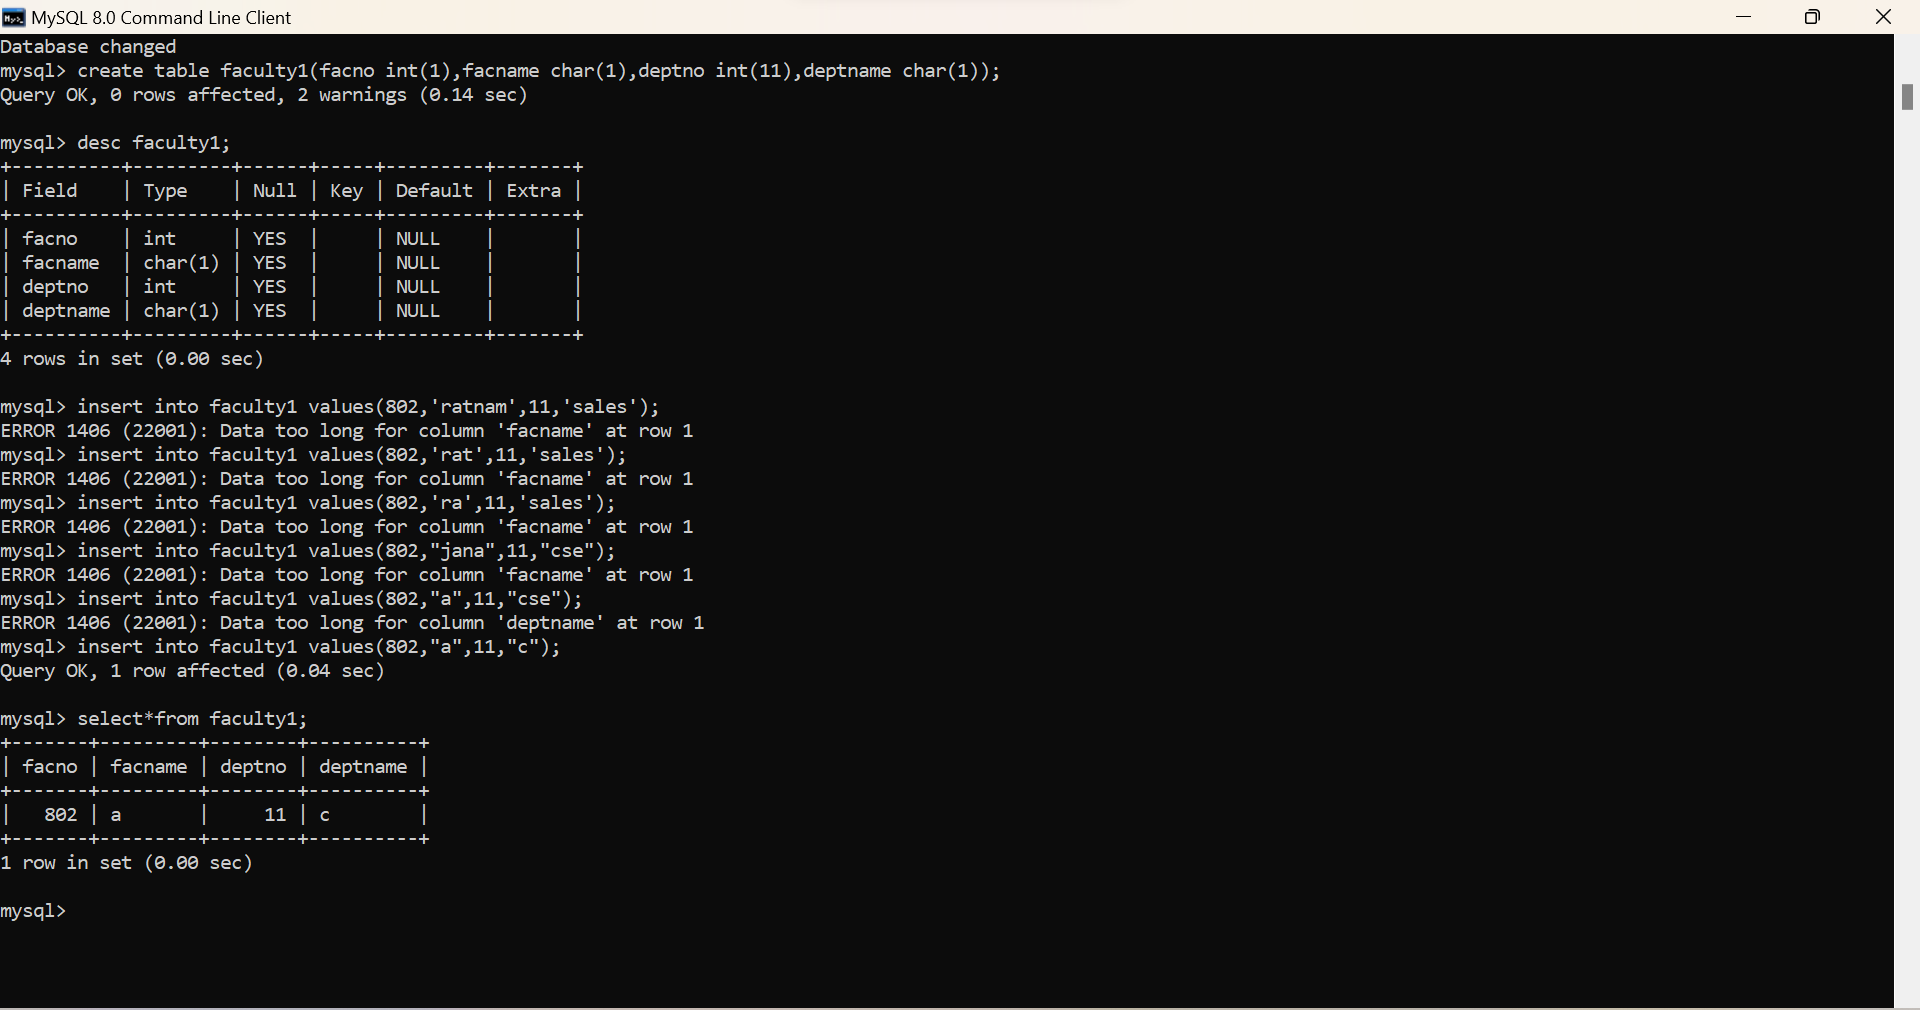 MySQL 8.0 Command Line Client
Database changed
mysql> create table faculty1(facno int(1),facname char(1),deptno int(11),deptname char(1));
Query OK, 0 rows affected, 2 warnings (0.14 sec)

mysql> desc faculty1;
+----------+---------+------+-----+---------+-------+
| Field    | Type    | Null | Key | Default | Extra |
+----------+---------+------+-----+---------+-------+
| facno    | int     | YES  |     | NULL    |       |
| facname  | char(1) | YES  |     | NULL    |       |
| deptno   | int     | YES  |     | NULL    |       |
| deptname | char(1) | YES  |     | NULL    |       |
+----------+---------+------+-----+---------+-------+
4 rows in set (0.00 sec)

mysql> insert into faculty1 values(802,'ratnam',11,'sales');
ERROR 1406 (22001): Data too long for column 'facname' at row 1
mysql> insert into faculty1 values(802,'rat',11,'sales');
ERROR 1406 (22001): Data too long for column 'facname' at row 1
mysql> insert into faculty1 values(802,'ra',11,'sales');
ERROR 1406 (22001): Data too long for column 'facname' at row 1
mysql> insert into faculty1 values(802,"jana",11,"cse");
ERROR 1406 (22001): Data too long for column 'facname' at row 1
mysql> insert into faculty1 values(802,"a",11,"cse");
ERROR 1406 (22001): Data too long for column 'deptname' at row 1
mysql> insert into faculty1 values(802,"a",11,"c");
Query OK, 1 row affected (0.04 sec)

mysql> select*from faculty1;
+-------+---------+--------+----------+
| facno | facname | deptno | deptname |
+-------+---------+--------+----------+
|   802 | a       |     11 | c        |
+-------+---------+--------+----------+
1 row in set (0.00 sec)

mysql>